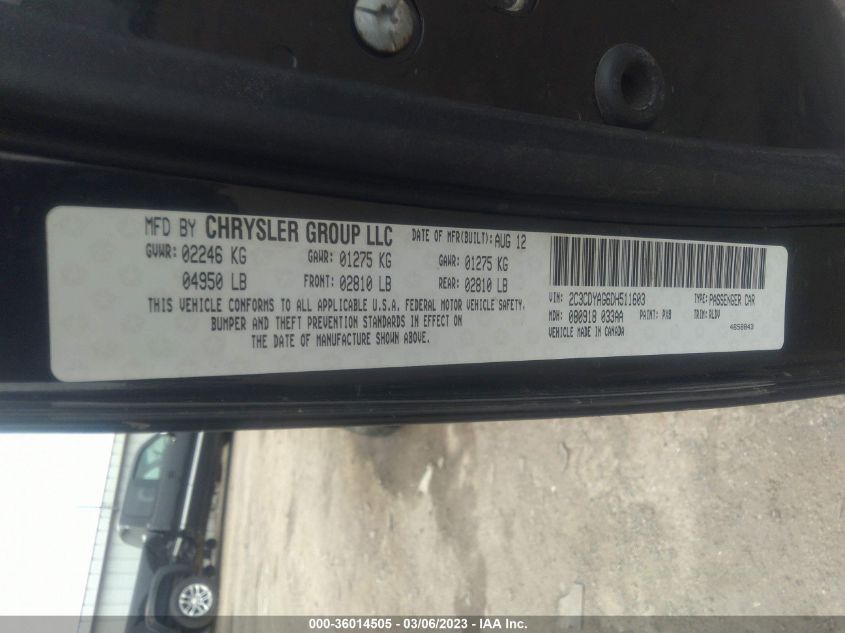 MFD BY CHRYSLER GROUP LLC DATE OF MFR(BUILT): AUG 12
GVWR: 02246 KG GAWR: 01275 KG GAWR: 01275 KG
04950 LB FRONT: 02810 LB REAR: 02810 LB
THIS VEHICLE CONFORMS TO ALL APPLICABLE U.S.A. FEDERAL MOTOR VEHICLE SAFETY,
BUMPER AND THEFT PREVENTION STANDARDS IN EFFECT ON
THE DATE OF MANUFACTURE SHOWN ABOVE.
VIN: 2C3CDYAG6DH511603 TYPE: PASSENGER CAR
MDH: 080918 033AA PAINT: PX8 TRIM: RLDV
VEHICLE MADE IN CANADA 4658843
000-36014505 - 03/06/2023 - IAA Inc.